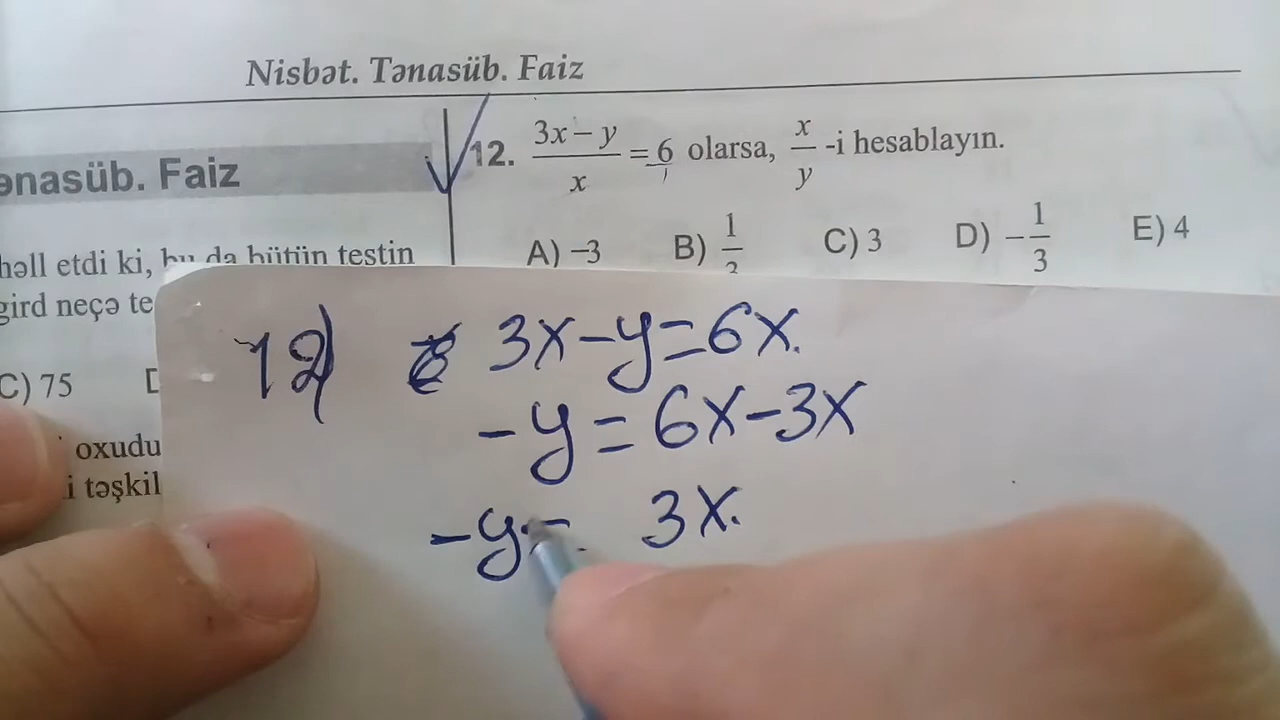 Nisbət. Tənasüb. Faiz
ənasüb. Faiz
həll etdi ki, bu da bütün testin
gird neçə te
C) 75
oxudu
i təşkil
12. (3x − y)/x = 6 olarsa, x/y -i hesablayın.
A) −3 B) 1/ C) 3 D) −1/3 E) 4
12) 3x−y=6x.
-y=6x-3x
-y= 3x.